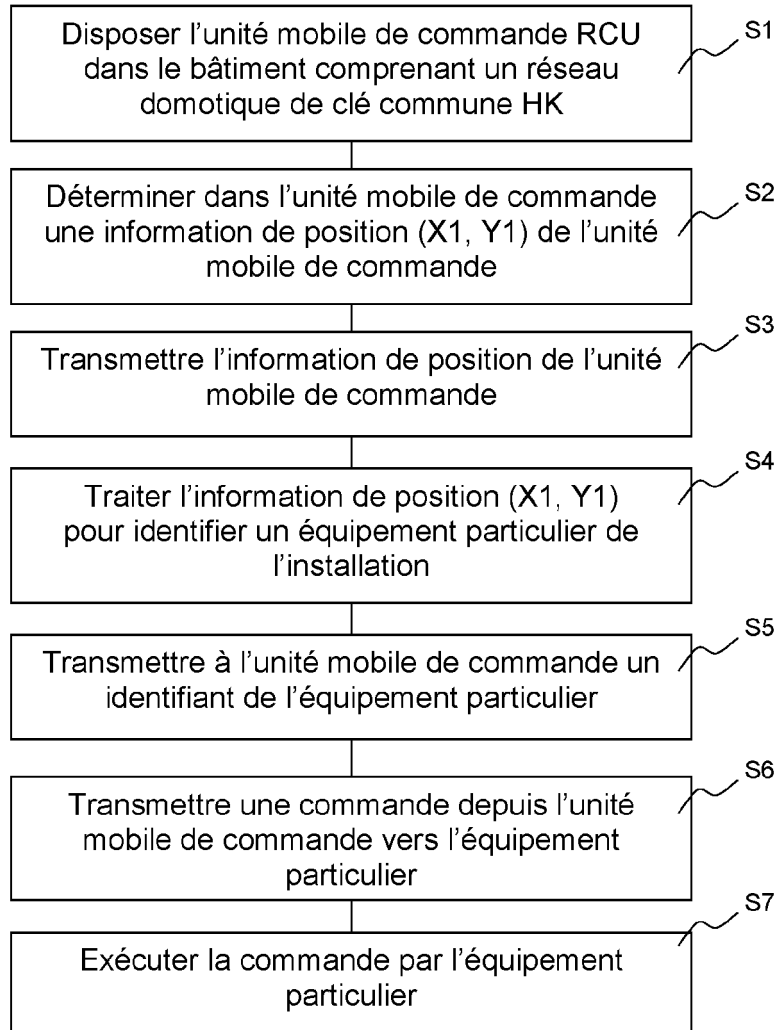 Disposer l'unité mobile de commande RCU
dans le bâtiment comprenant un réseau
domotique de clé commune HK
S1
Déterminer dans l'unité mobile de commande
une information de position (X1, Y1) de l'unité
mobile de commande
S2
Transmettre l'information de position de l'unité
mobile de commande
S3
Traiter l'information de position (X1, Y1)
pour identifier un équipement particulier de
l'installation
S4
Transmettre à l'unité mobile de commande un
identifiant de l'équipement particulier
S5
Transmettre une commande depuis l'unité
mobile de commande vers l'équipement
particulier
S6
Exécuter la commande par l'équipement
particulier
S7